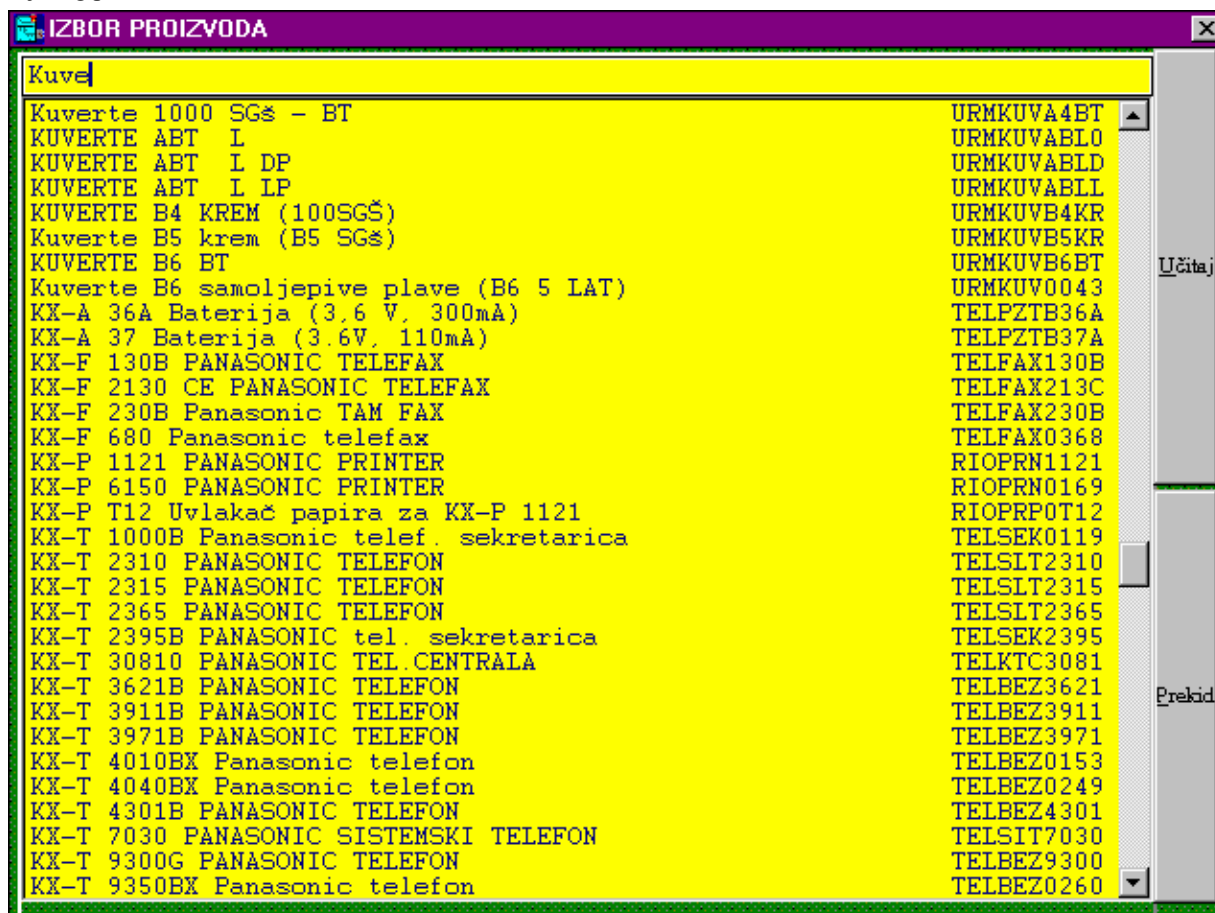 IZBOR PROIZVODA
Kuve
Kuverte 1000 SGš - BT URMKUVA4BT
KUVERTE ABT  L URMKUVABL0
KUVERTE ABT  L DP URMKUVABLD
KUVERTE ABT  L LP URMKUVABLL
KUVERTE B4 KREM (100SGŠ) URMKUVB4KR
Kuverte B5 krem (B5 SGš) URMKUVB5KR
KUVERTE B6 BT URMKUVB6BT
Kuverte B6 samoljepive plave (B6 5 LAT) URMKUV0043
KX-A 36A Baterija (3,6 V, 300mA) TELPZTB36A
KX-A 37 Baterija (3.6V, 110mA) TELPZTB37A
KX-F 130B PANASONIC TELEFAX TELFAX130B
KX-F 2130 CE PANASONIC TELEFAX TELFAX213C
KX-F 230B Panasonic TAM FAX TELFAX230B
KX-F 680 Panasonic telefax TELFAX0368
KX-P 1121 PANASONIC PRINTER RIOPRN1121
KX-P 6150 PANASONIC PRINTER RIOPRN0169
KX-P T12 Uvlakač papira za KX-P 1121 RIOPRP0T12
KX-T 1000B Panasonic telef. sekretarica TELSEK0119
KX-T 2310 PANASONIC TELEFON TELSLT2310
KX-T 2315 PANASONIC TELEFON TELSLT2315
KX-T 2365 PANASONIC TELEFON TELSLT2365
KX-T 2395B PANASONIC tel. sekretarica TELSEK2395
KX-T 30810 PANASONIC TEL.CENTRALA TELKTC3081
KX-T 3621B PANASONIC TELEFON TELBEZ3621
KX-T 3911B PANASONIC TELEFON TELBEZ3911
KX-T 3971B PANASONIC TELEFON TELBEZ3971
KX-T 4010BX Panasonic telefon TELBEZ0153
KX-T 4040BX Panasonic telefon TELBEZ0249
KX-T 4301B PANASONIC TELEFON TELBEZ4301
KX-T 7030 PANASONIC SISTEMSKI TELEFON TELSIT7030
KX-T 9300G PANASONIC TELEFON TELBEZ9300
KX-T 9350BX Panasonic telefon TELBEZ0260
Učitaj
Prekid